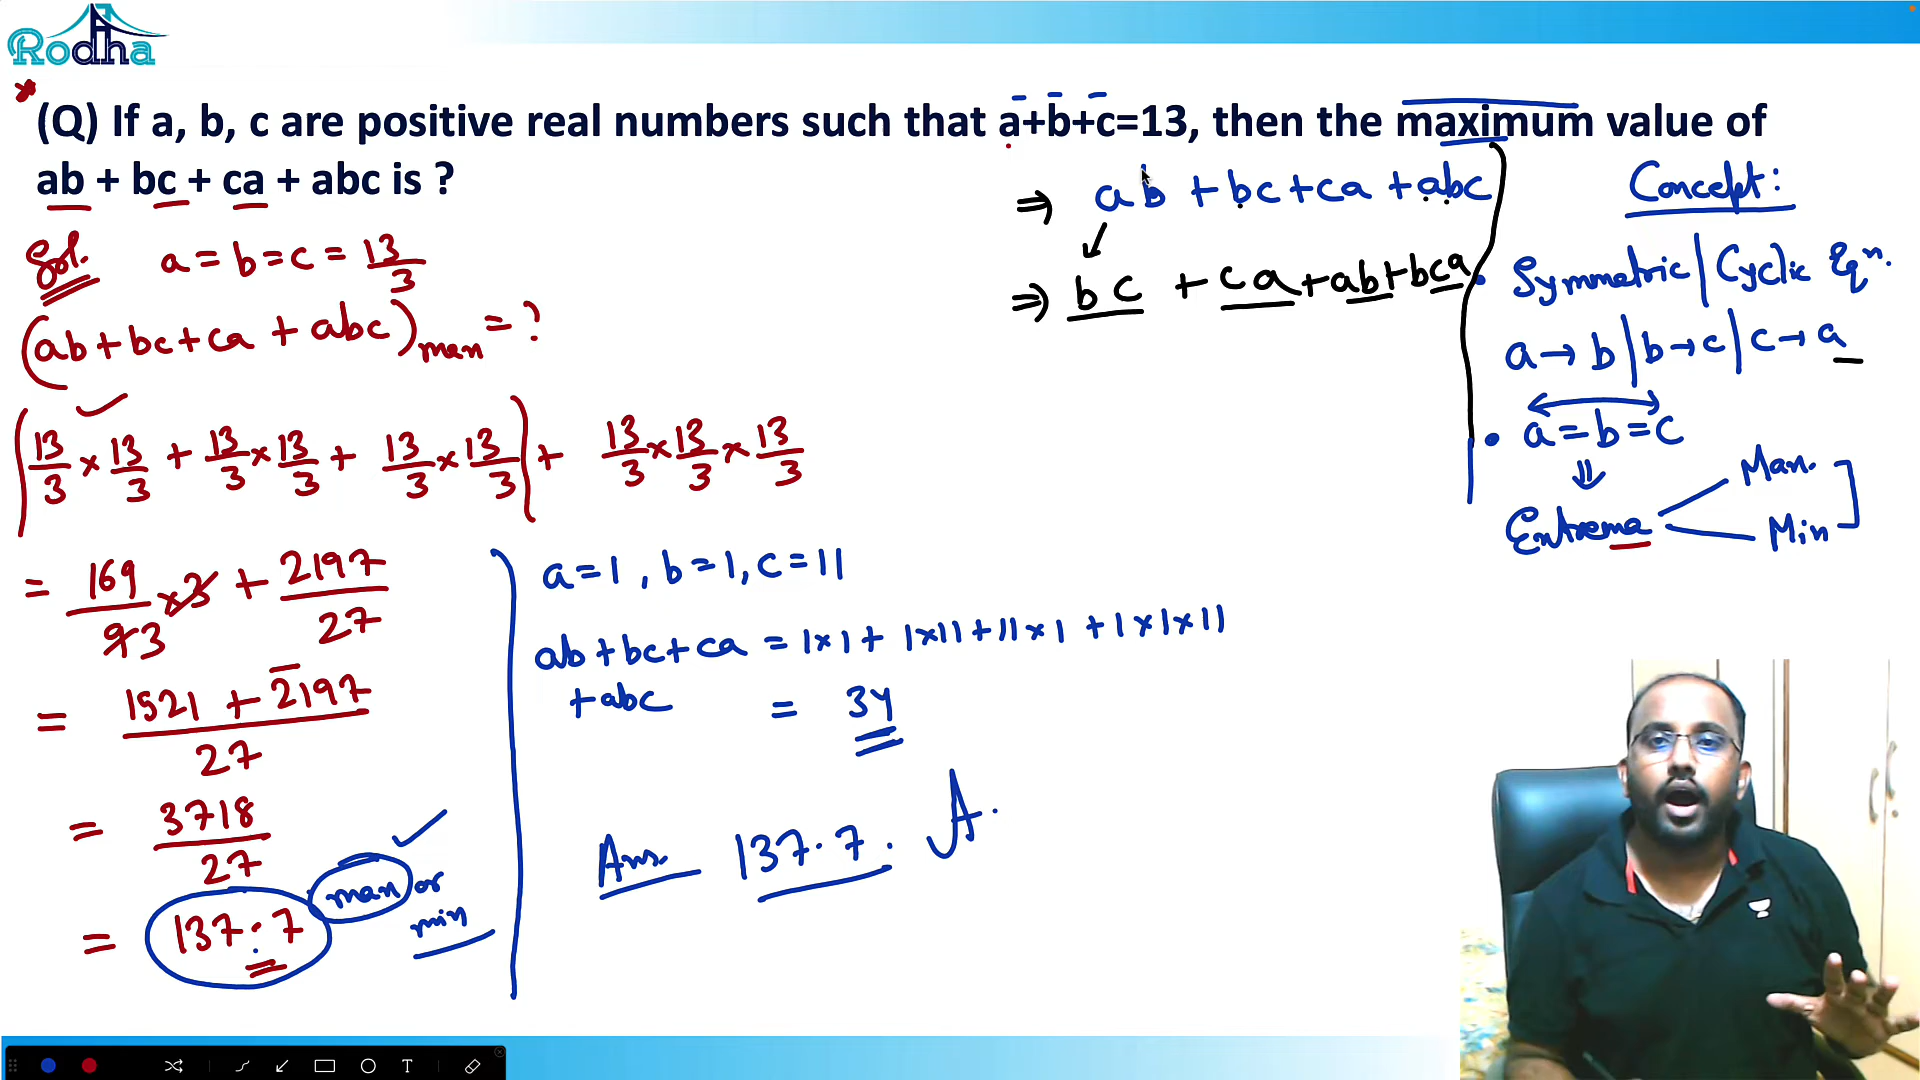 Rodha
(Q) If a, b, c are positive real numbers such that a+b+c=13, then the maximum value of
ab + bc + ca + abc is ?
Sol. a = b = c = 13/3
(ab+bc+ca + abc)max = ?
(13/3 × 13/3 + 13/3 × 13/3 + 13/3 × 13/3) + 13/3 × 13/3 × 13/3
= 169/93 × 3 + 2197/27
= 1521 + 2197 / 27
= 3718/27
= 137.7 max or
min
⇒ ab + bc + ca + abc
⇒ bc + ca + ab + bca
Concept:
• Symmetric | Cyclic Eqn.
a → b | b → c | c → a
• a = b = c
⇓
Extrema
Max.
Min
a=1, b=1, c=11
ab+bc+ca = 1×1 + 1×11 + 11×1 + 1×1×11
+abc = 34
Ans. 137.7. A.
T